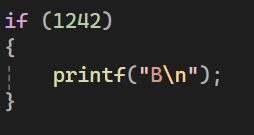 if (1242)
{
    printf("B\n");
}